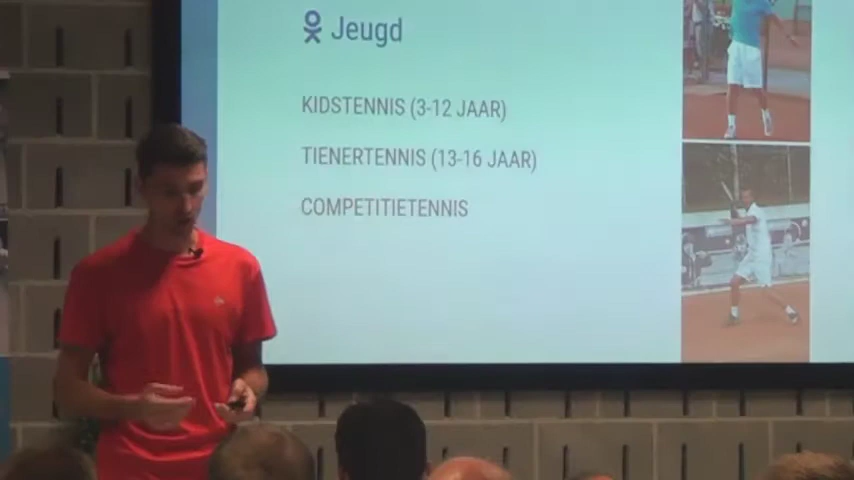 Jeugd
KIDSTENNIS (3-12 JAAR)
TIENERTENNIS (13-16 JAAR)
COMPETITIETENNIS